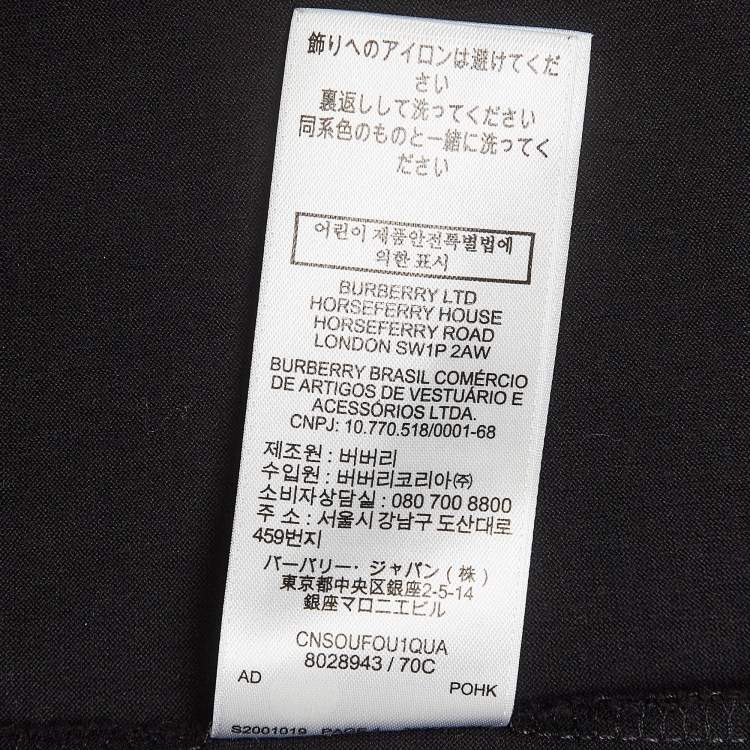 飾りへのアイロンは避けてくだ
さい
裏返しして洗ってください
同系色のものと一緒に洗ってく
ださい
어린이 제품안전특별법에
의한 표시
BURBERRY LTD
HORSEFERRY HOUSE
HORSEFERRY ROAD
LONDON SW1P 2AW
BURBERRY BRASIL COMÉRCIO
DE ARTIGOS DE VESTUÁRIO E
ACESSÓRIOS LTDA.
CNPJ: 10.770.518/0001-68
제조원 : 버버리
수입원 : 버버리코리아㈜
소비자상담실 : 080 700 8800
주 소 : 서울시 강남구 도산대로
459번지
バーバリー・ジャパン(株)
東京都中央区銀座2-5-14
銀座マロニエビル
CNSOUFOU1QUA
8028943 / 70C
AD
POHK
S2001019 PAGE